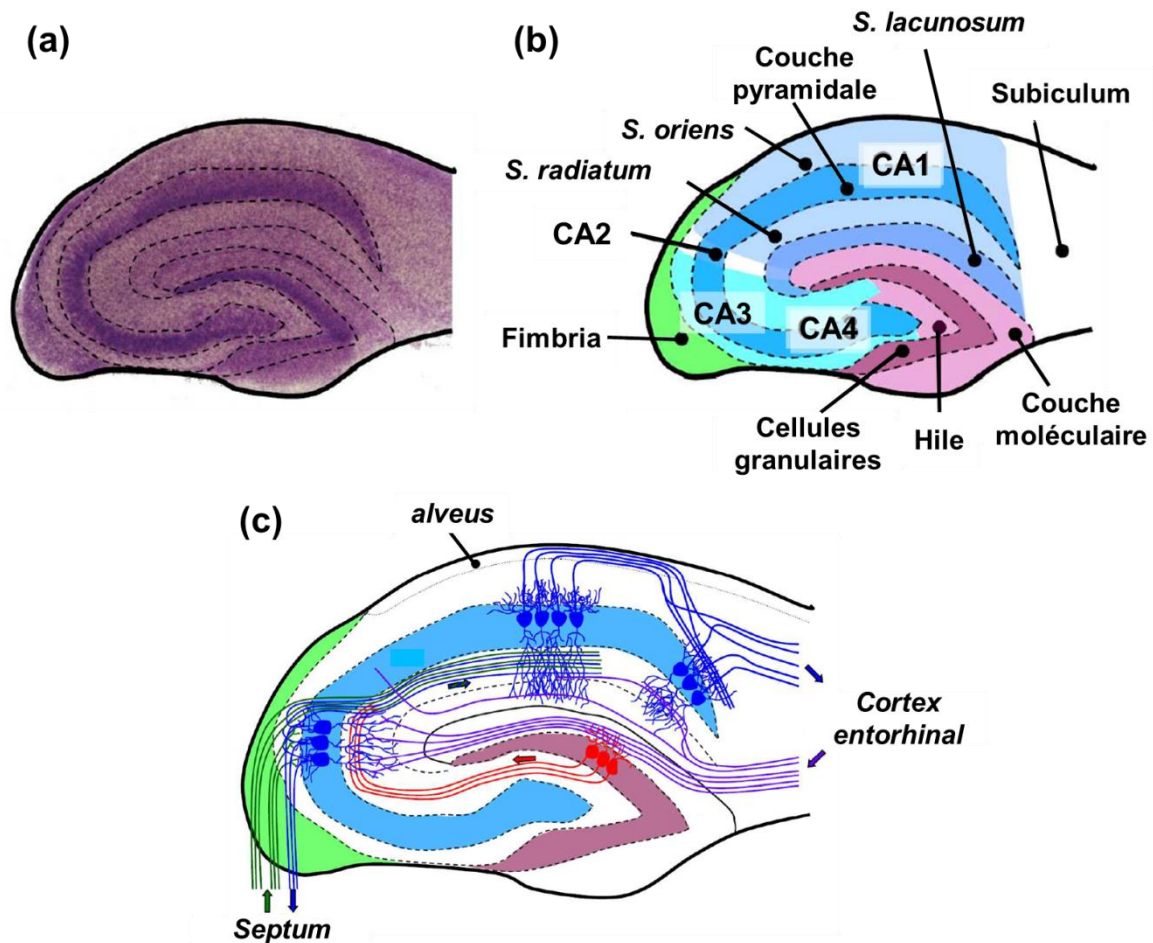 (a)
(b)
S. lacunosum
Couche
pyramidale
Subiculum
S. oriens
S. radiatum
CA1
CA2
CA3
CA4
Fimbria
Cellules
granulaires
Hile
Couche
moléculaire
(c)
alveus
Cortex
entorhinal
Septum